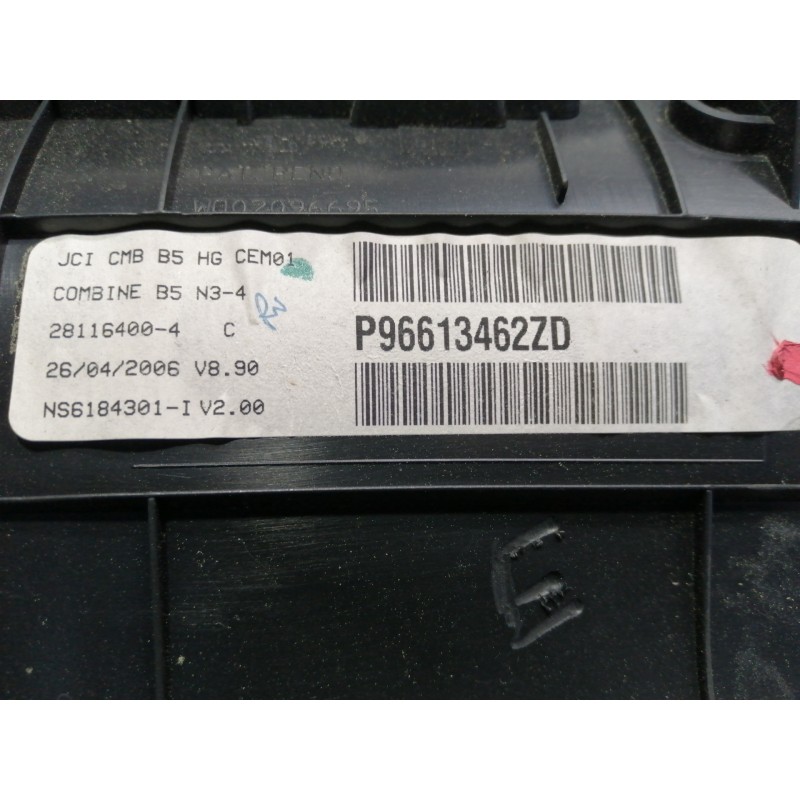 W002096695
JCI CMB B5 HG CEM01
COMBINE B5 N3-4
28116400-4 C
26/04/2006 V8.90
NS6184301-I V2.00
P96613462ZD